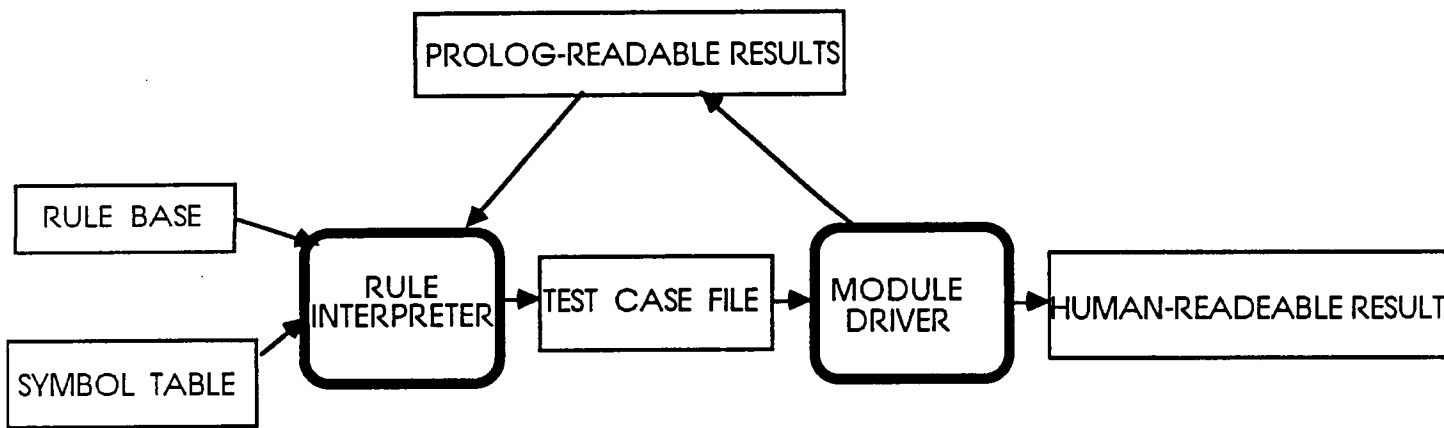 PROLOG-READABLE RESULTS
RULE BASE
RULE
INTERPRETER
TEST CASE FILE
MODULE
DRIVER
HUMAN-READEABLE RESULT
SYMBOL TABLE